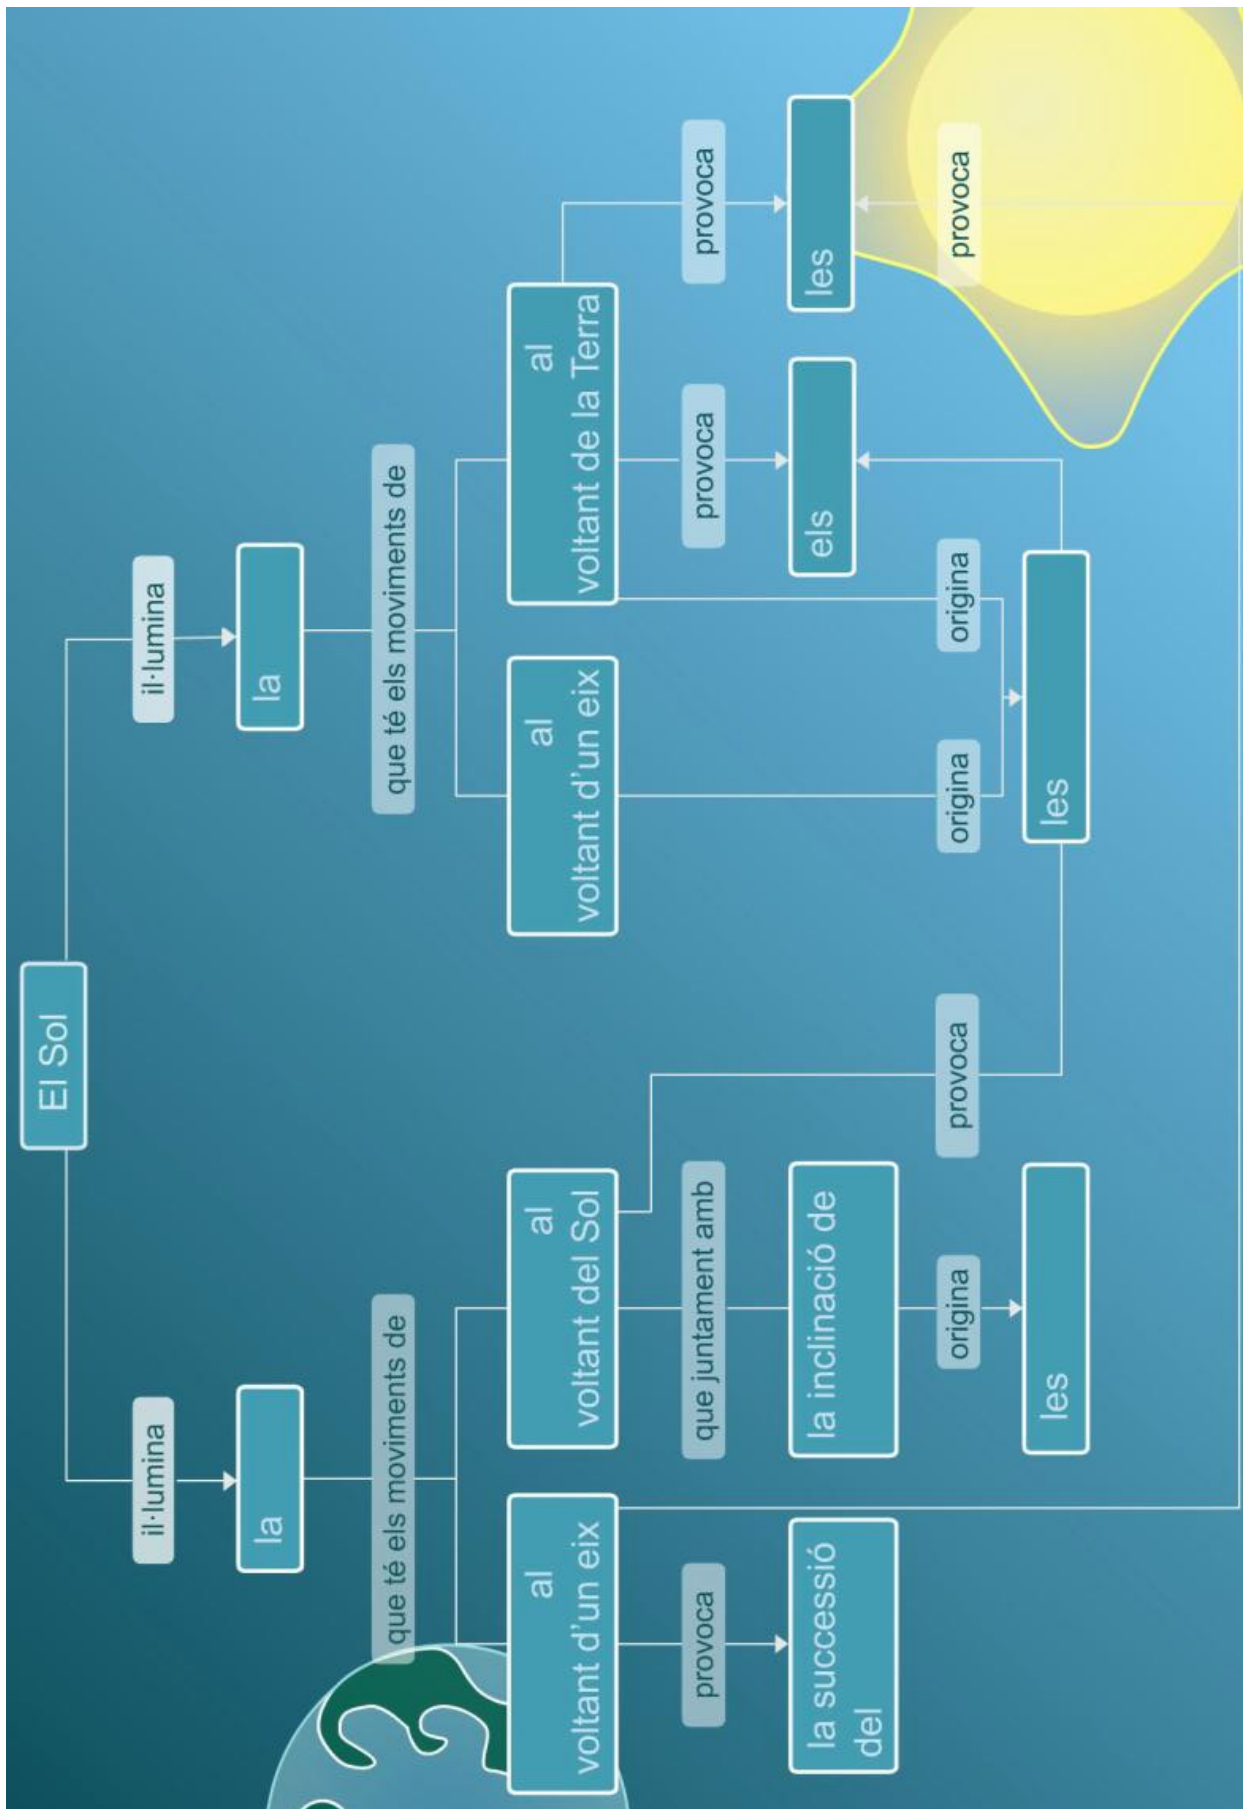 El Sol
il·lumina
il·lumina
la
la
que té els moviments de
que té els moviments de
al
voltant d'un eix
al
voltant del Sol
al
voltant d'un eix
al
voltant de la Terra
provoca
que juntament amb
provoca
provoca
la successió
del
la inclinació de
els
les
origina
provoca
origina
origina
provoca
les
les